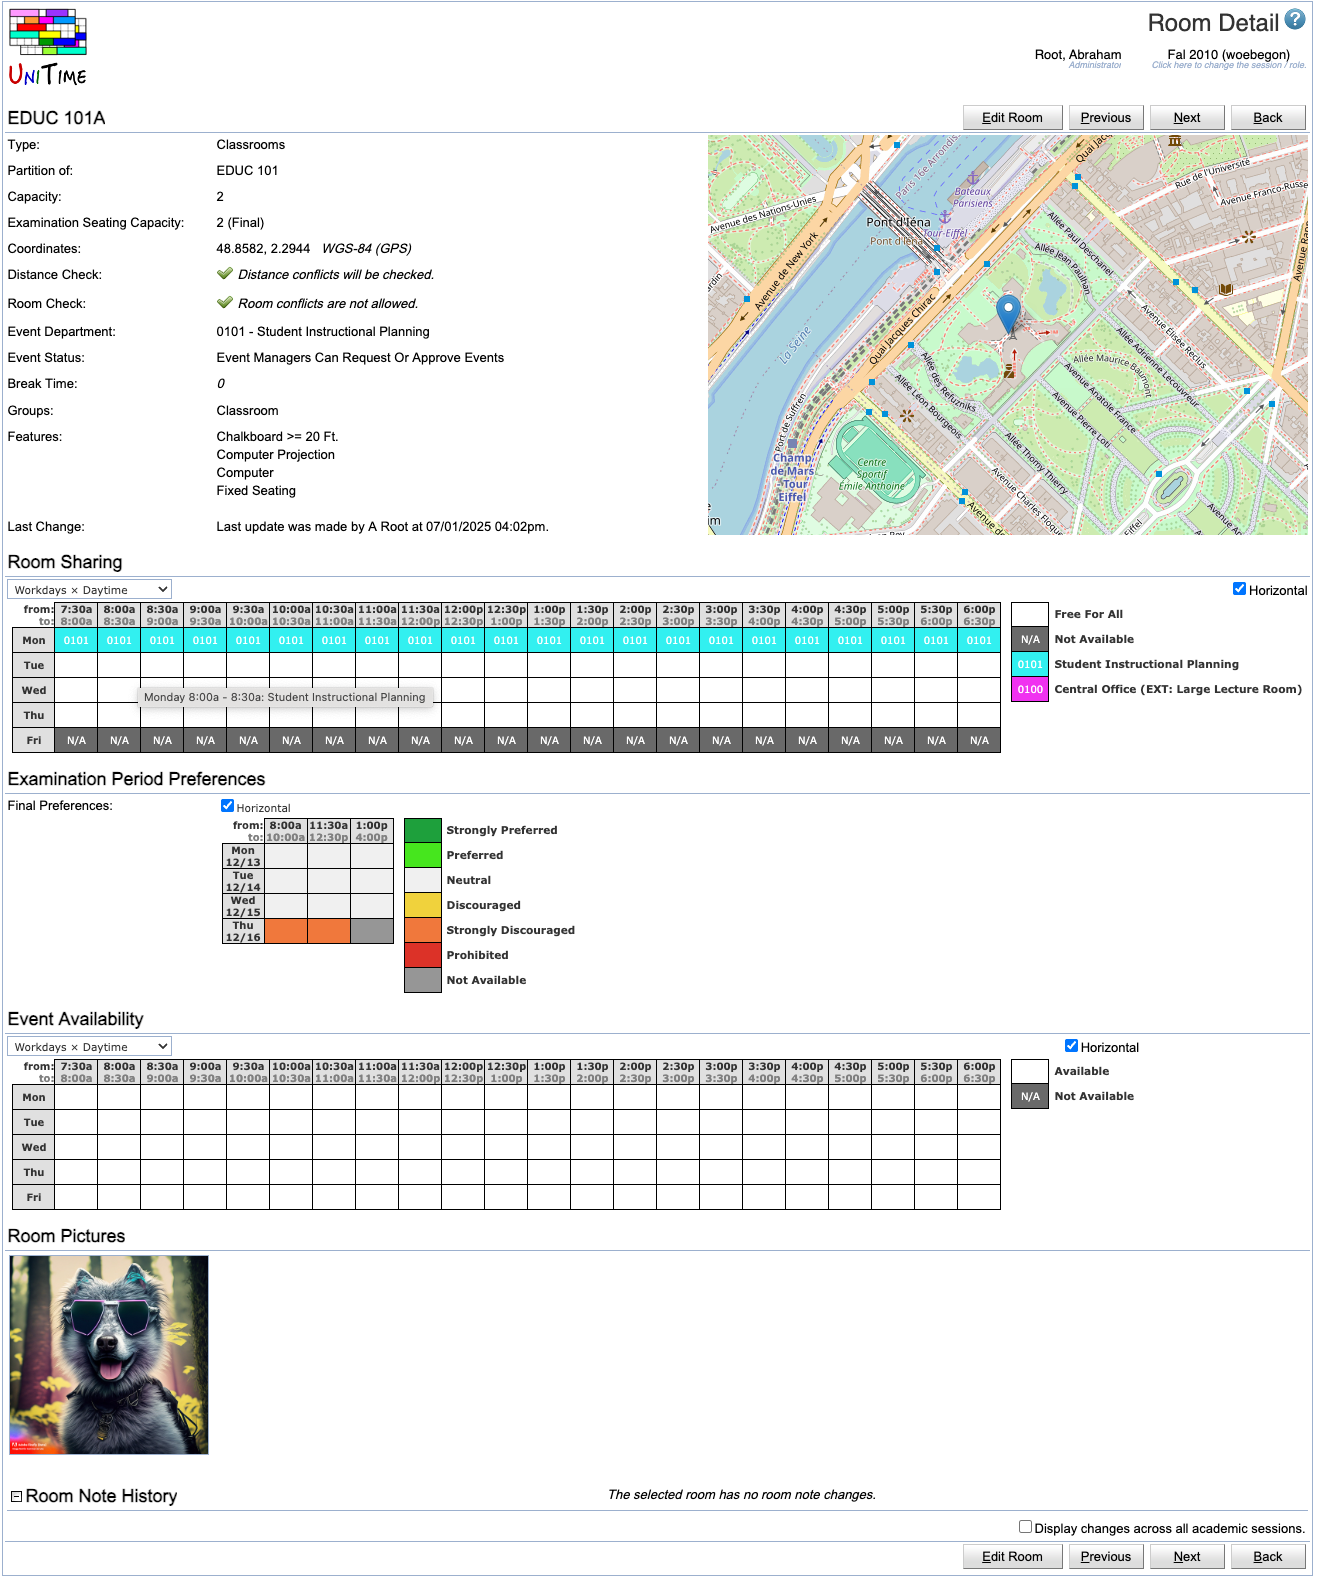 Room Detail
UniTime
Root, Abraham
Administrator
Fal 2010 (woebegon)
Click here to change the session / role.
EDUC 101A
Edit Room
Previous
Next
Back
Type: Classrooms
Partition of: EDUC 101
Capacity: 2
Examination Seating Capacity: 2 (Final)
Coordinates: 48.8582, 2.2944 WGS-84 (GPS)
Distance Check: Distance conflicts will be checked.
Room Check: Room conflicts are not allowed.
Event Department: 0101 - Student Instructional Planning
Event Status: Event Managers Can Request Or Approve Events
Break Time: 0
Groups: Classroom
Features: Chalkboard >= 20 Ft.
Computer Projection
Computer
Fixed Seating
Last Change: Last update was made by A Root at 07/01/2025 04:02pm.
Quai Jacq
Paris 16e Arrondis
Rue de l'Université
Avenue Franco-Russe
Bateaux
Parisiens
Avenue des Nations-Unies
Pont d'Iéna
Tour-Eiffel
Pont d'Iéna
Allée Paul Deschanel
Allée Jean Paulhan
Avenue Rapp
Avenue de New York
La Seine
Quai Jacques Chirac
Avenue Élisée Reclus
Allée Adrienne Lecouvreur
Allée Maurice Baumont
Allée des Refuzniks
Allée Léon Bourgeois
Avenue Anatole France
Avenue Pierre Loti
Port de Suffren
Champ
de Mars
-Tour
Eiffel
Centre
Sportif
Émile Anthoine
Allée Thomy Thierry
Avenue Charles Floque
Avenue de
Eiffel
Room Sharing
Workdays × Daytime
Horizontal
from: 7:30a 8:00a 8:30a 9:00a 9:30a 10:00a 10:30a 11:00a 11:30a 12:00p 12:30p 1:00p 1:30p 2:00p 2:30p 3:00p 3:30p 4:00p 4:30p 5:00p 5:30p 6:00p
to: 8:00a 8:30a 9:00a 9:30a 10:00a 10:30a 11:00a 11:30a 12:00p 12:30p 1:00p 1:30p 2:00p 2:30p 3:00p 3:30p 4:00p 4:30p 5:00p 5:30p 6:00p 6:30p
Mon 0101 0101 0101 0101 0101 0101 0101 0101 0101 0101 0101 0101 0101 0101 0101 0101 0101 0101 0101 0101 0101 0101
Tue
Wed
Monday 8:00a - 8:30a: Student Instructional Planning
Thu
Fri N/A N/A N/A N/A N/A N/A N/A N/A N/A N/A N/A N/A N/A N/A N/A N/A N/A N/A N/A N/A N/A N/A
Free For All
N/A Not Available
0101 Student Instructional Planning
0100 Central Office (EXT: Large Lecture Room)
Examination Period Preferences
Final Preferences:
Horizontal
from: 8:00a 11:30a 1:00p
to: 10:00a 12:30p 4:00p
Mon
12/13
Tue
12/14
Wed
12/15
Thu
12/16
Strongly Preferred
Preferred
Neutral
Discouraged
Strongly Discouraged
Prohibited
Not Available
Event Availability
Workdays × Daytime
Horizontal
from: 7:30a 8:00a 8:30a 9:00a 9:30a 10:00a 10:30a 11:00a 11:30a 12:00p 12:30p 1:00p 1:30p 2:00p 2:30p 3:00p 3:30p 4:00p 4:30p 5:00p 5:30p 6:00p
to: 8:00a 8:30a 9:00a 9:30a 10:00a 10:30a 11:00a 11:30a 12:00p 12:30p 1:00p 1:30p 2:00p 2:30p 3:00p 3:30p 4:00p 4:30p 5:00p 5:30p 6:00p 6:30p
Mon
Tue
Wed
Thu
Fri
Available
N/A Not Available
Room Pictures
Room Note History
The selected room has no room note changes.
Display changes across all academic sessions.
Edit Room
Previous
Next
Back